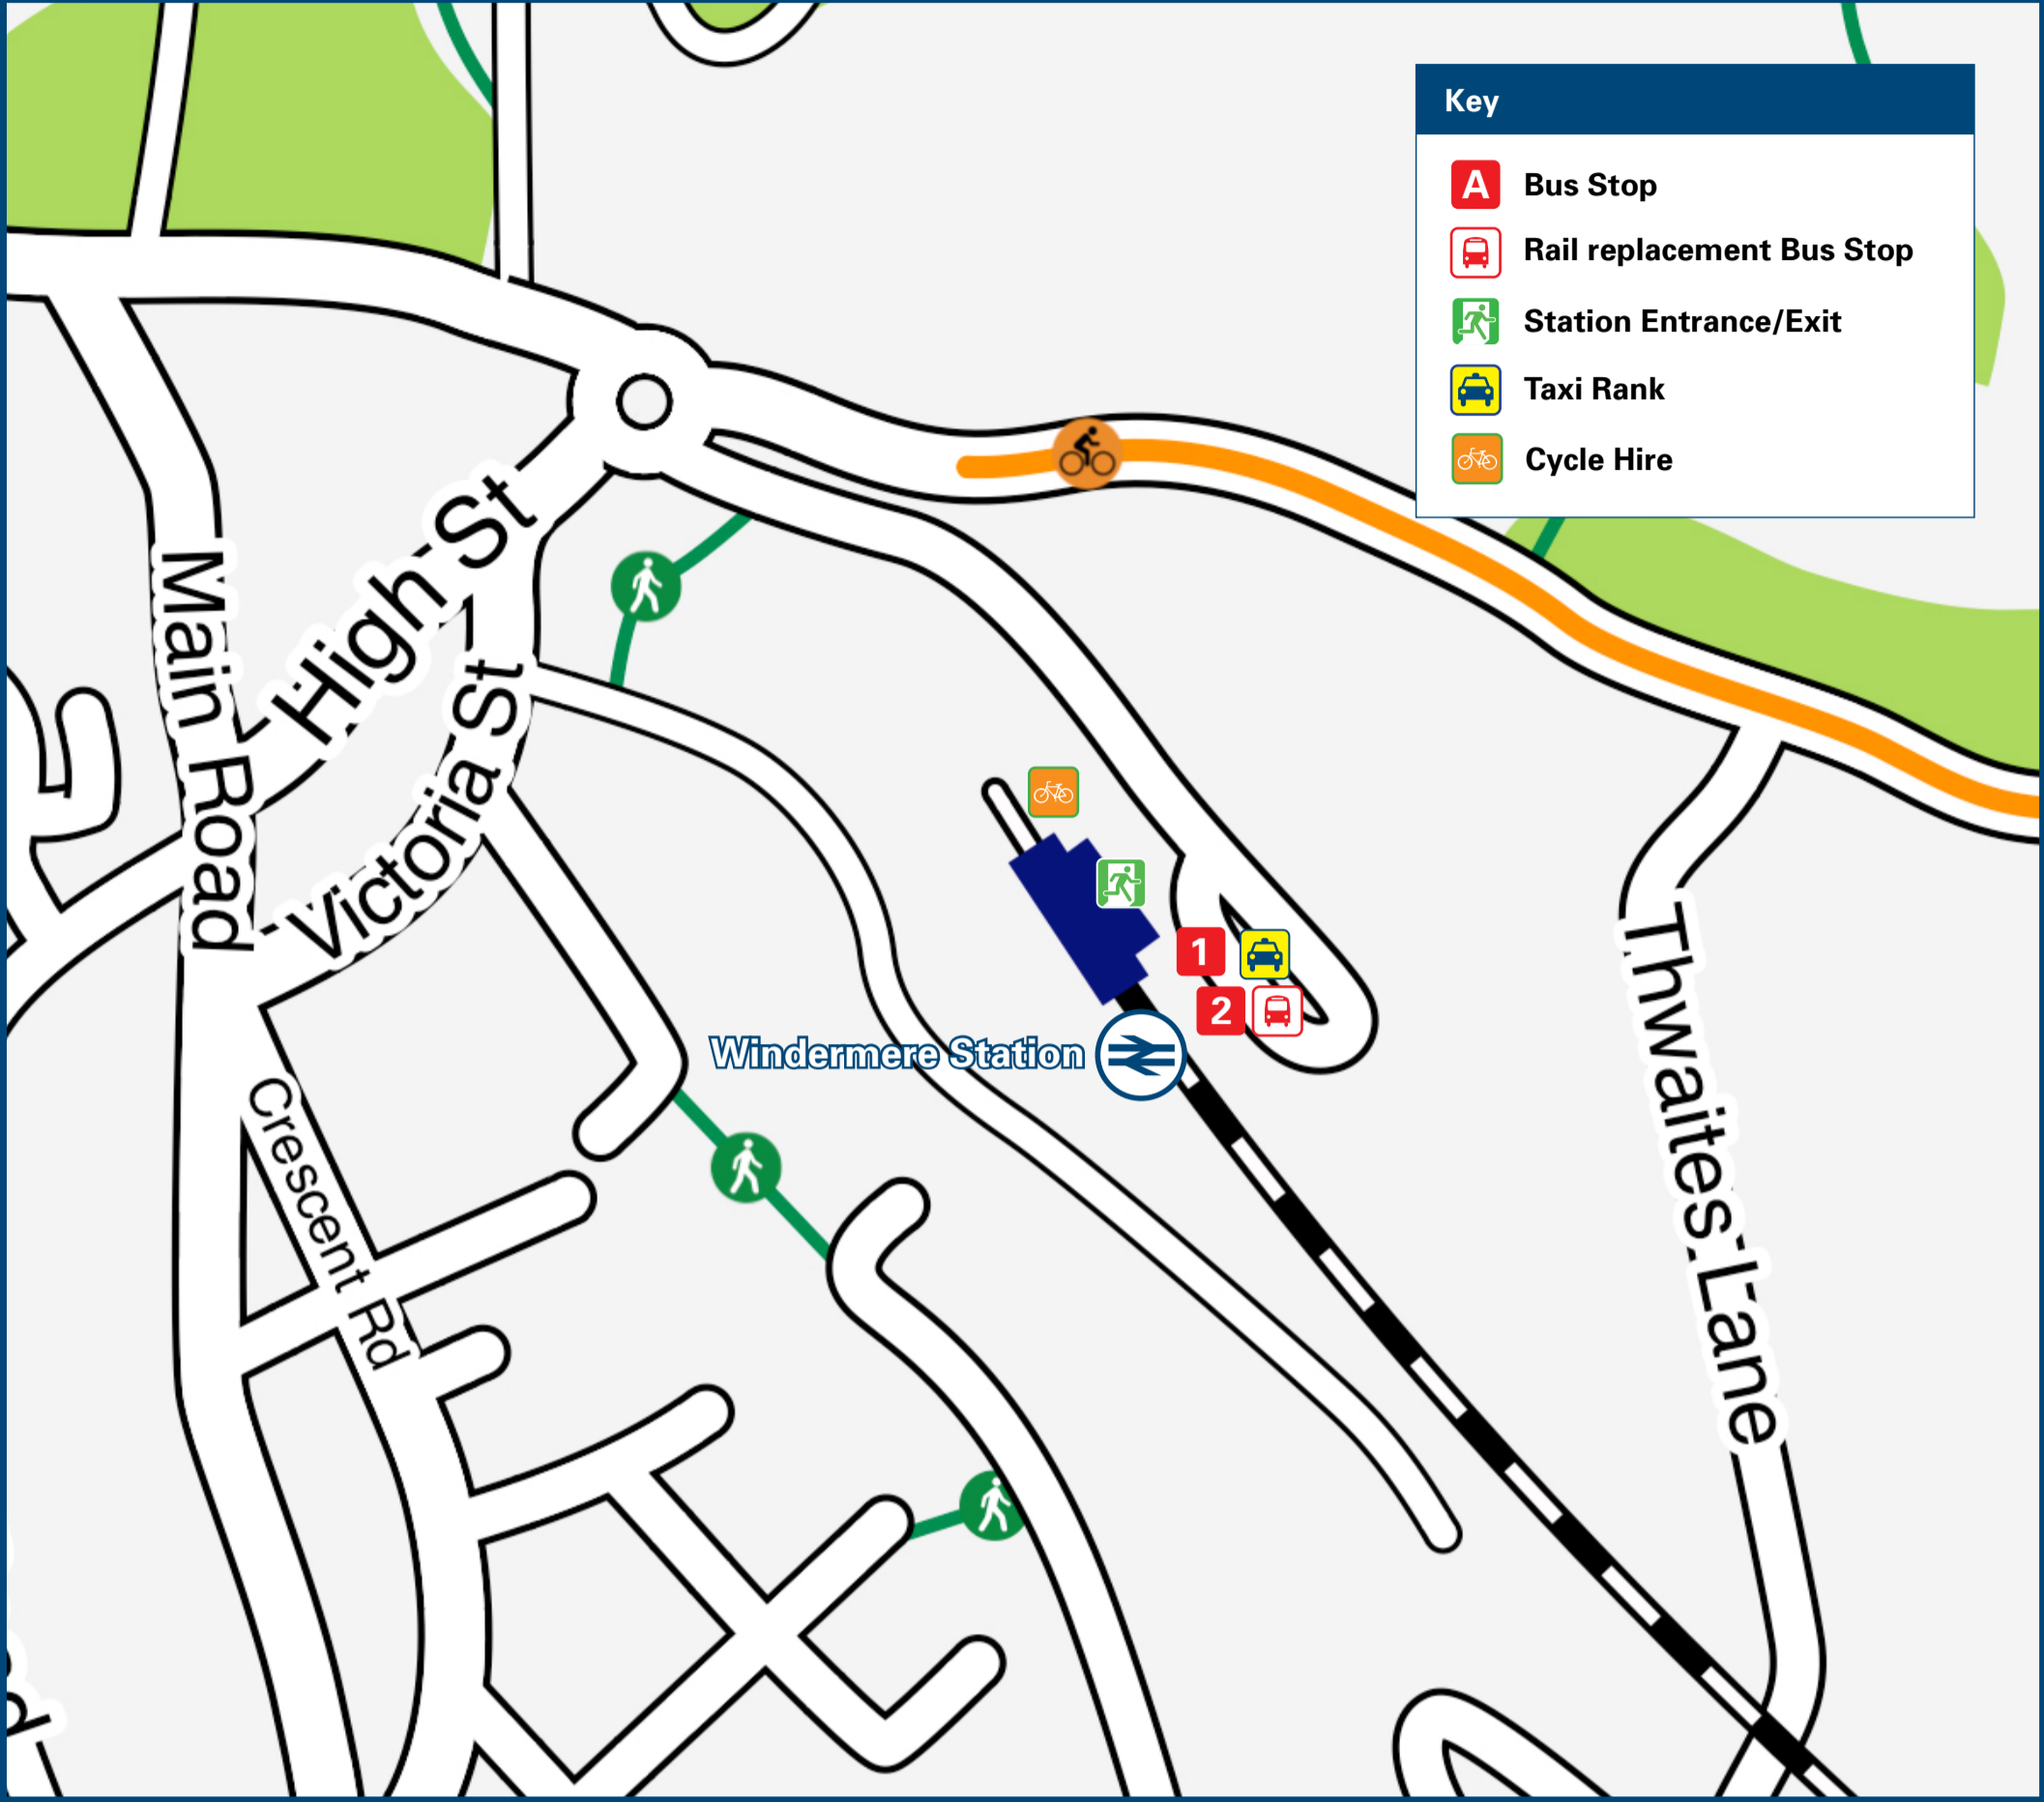 Key
A
Bus Stop
Rail replacement Bus Stop
Station Entrance/Exit
Taxi Rank
Cycle Hire
High St
Main Road
Victoria St
1
2
Windermere Station
Thwaites Lane
Crescent Rd
d